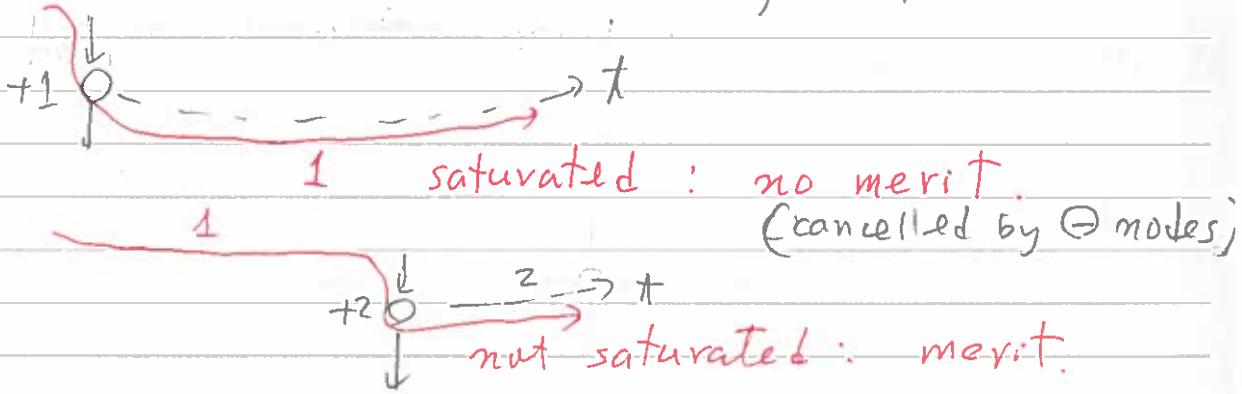 +1 t
1 saturated : no merit.
1 (cancelled by ⊖ nodes)
+2 2 t
not saturated : merit.